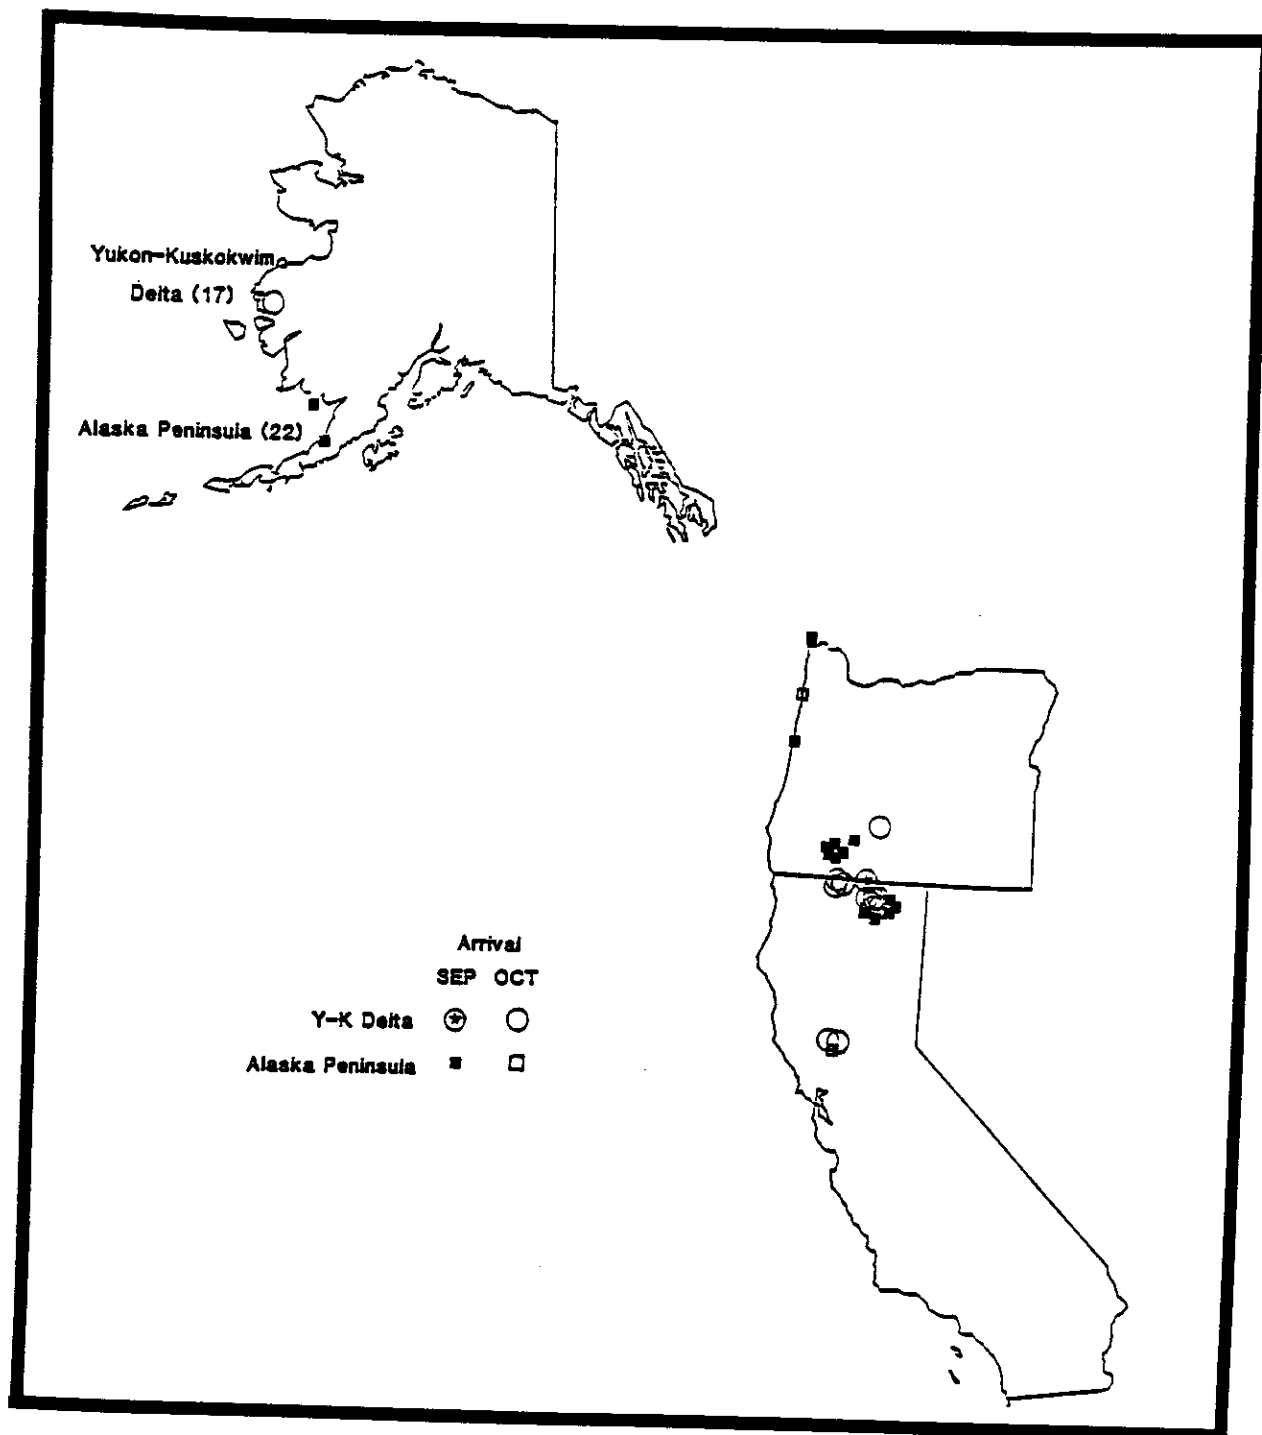 Yukon-Kuskokwim
Delta (17)
Alaska Peninsula (22)
Arrival
SEP OCT
Y-K Delta
Alaska Peninsula